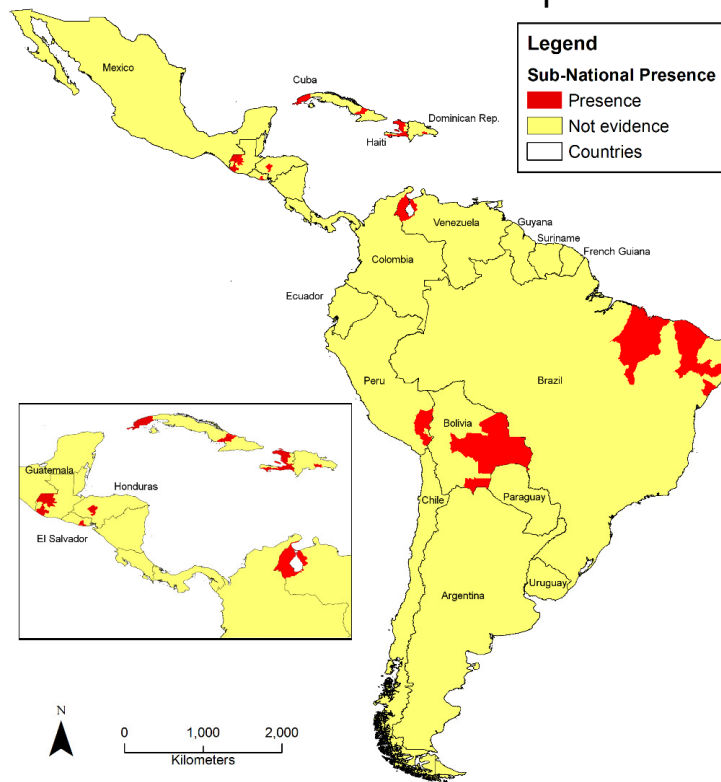 Legend
Sub-National Presence
Presence
Not evidence
Countries
Mexico
Cuba
Dominican Rep.
Haiti
Venezuela
Guyana
Suriname
French Guiana
Colombia
Ecuador
Peru
Brazil
Bolivia
Paraguay
Chile
Uruguay
Argentina
Guatemala
Honduras
El Salvador
N
0 1,000 2,000
Kilometers